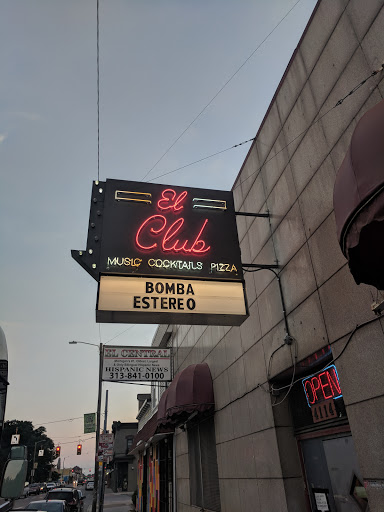 El
Club
MUSIC COCKTAILS PIZZA
BOMBA
ESTEREO
EL CENTRAL
HISPANIC NEWS
313-841-0100
OPEN